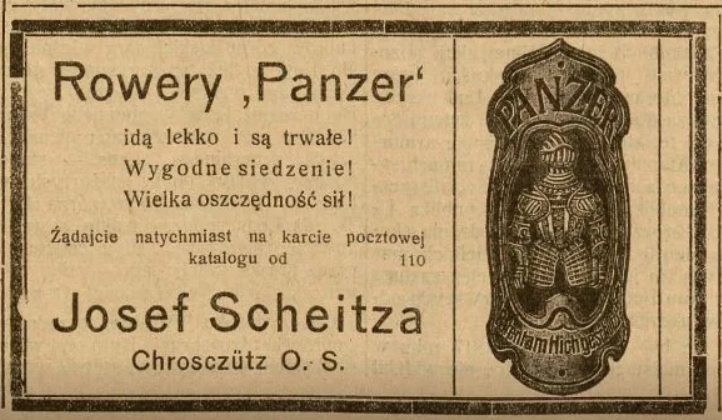 Rowery ‚Panzer‘
idą lekko i są trwałe!
Wygodne siedzenie!
Wielka oszczędność sił!
Żądajcie natychmiast na karcie pocztowej
katalogu od 110
Josef Scheitza
Chrosczütz O.-S.
PANZER